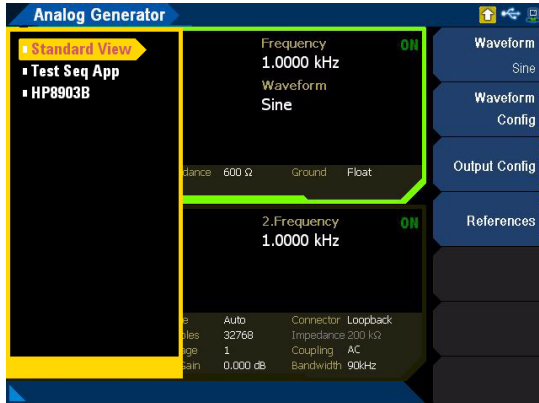 Analog Generator
Standard View
Test Seq App
HP8903B
Frequency ON
1.0000 kHz
Waveform
Sine
600 Ω Ground Float
2.Frequency ON
1.0000 kHz
Auto Connector Loopback
32768 Impedance 200 kΩ
1 Coupling AC
0.000 dB Bandwidth 90kHz
Waveform
Sine
Waveform
Config
Output Config
References